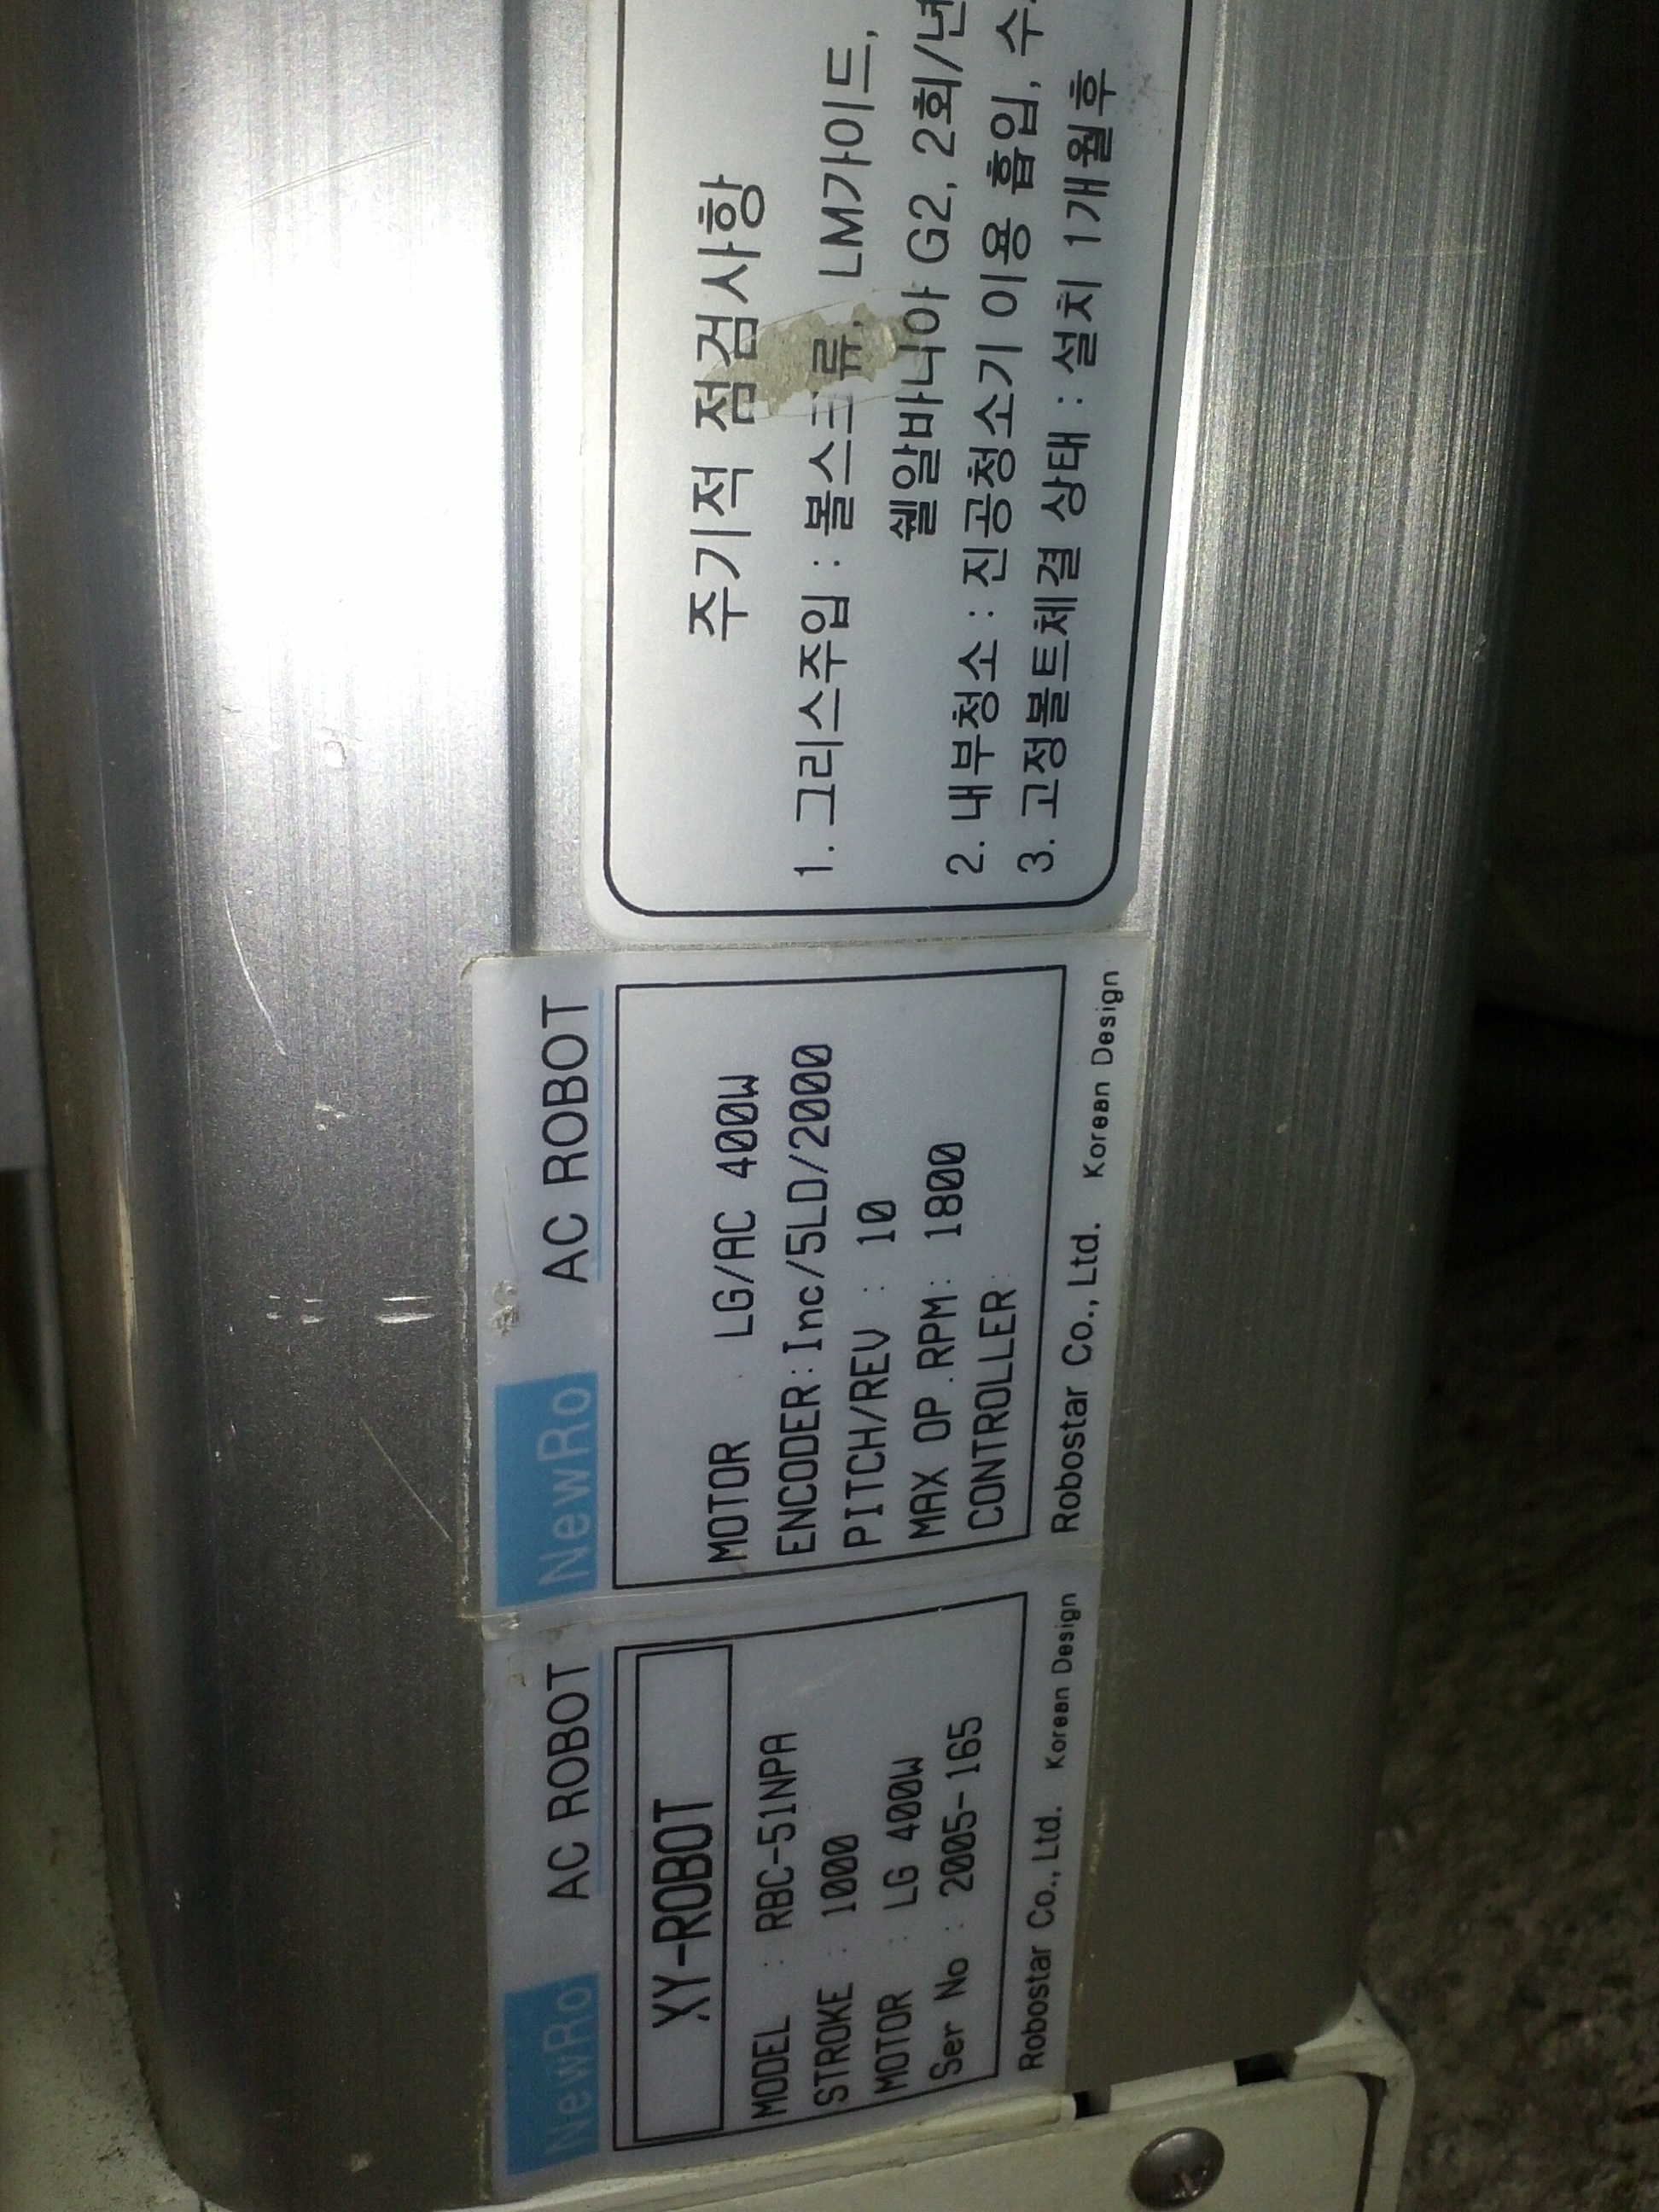 NewRo AC ROBOT
XY-ROBOT
MODEL : RBC-51NPA
STROKE : 1000
MOTOR : LG 400W
Ser No : 2005-165
Robostar Co., Ltd. Korean Design
NewRo AC ROBOT
MOTOR : LG/AC 400W
ENCODER:Inc/5LD/2000
PITCH/REV : 10
MAX OP.RPM: 1800
CONTROLLER:
Robostar Co., Ltd. Korean Design
주기적 점검사항
1. 그리스주입 : 볼스크류, LM가이드,
쉘알바니아 G2, 2회/년
2. 내부청소 : 진공청소기 이용 흡입, 수
3. 고정볼트체결 상태 : 설치 1개월후